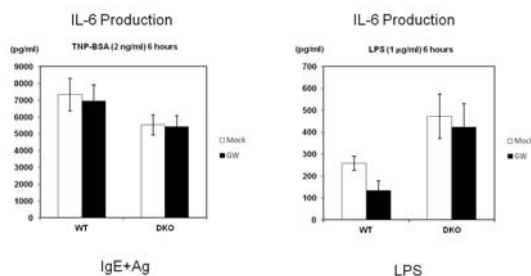 IL-6 Production
(pg/ml)
TNP-BSA (2 ng/ml) 6 hours
9000
8000
7000
6000
5000
4000
3000
2000
1000
0
WT
DKO
Mock
GW
IgE+Ag
IL-6 Production
(pg/ml)
LPS (1 μg/ml) 6 hours
700
600
500
400
300
200
100
0
WT
DKO
Mock
GW
LPS